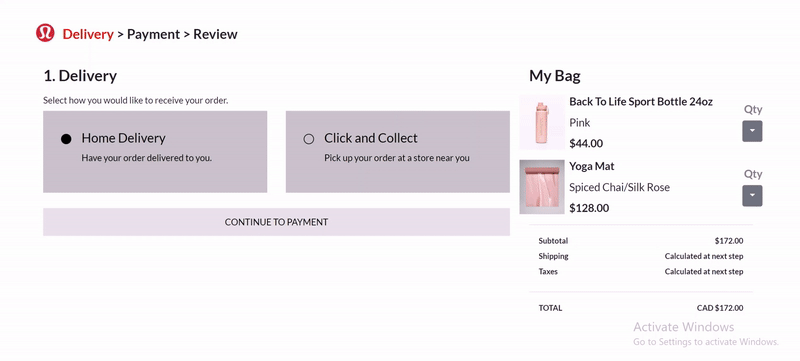 Delivery > Payment > Review
1. Delivery
Select how you would like to receive your order.
Home Delivery
Have your order delivered to you.
Click and Collect
Pick up your order at a store near you
CONTINUE TO PAYMENT
My Bag
Back To Life Sport Bottle 24oz
Pink
$44.00
Qty
Yoga Mat
Spiced Chai/Silk Rose
$128.00
Qty
Subtotal $172.00
Shipping Calculated at next step
Taxes Calculated at next step
TOTAL CAD $172.00
Activate Windows
Go to Settings to activate Windows.